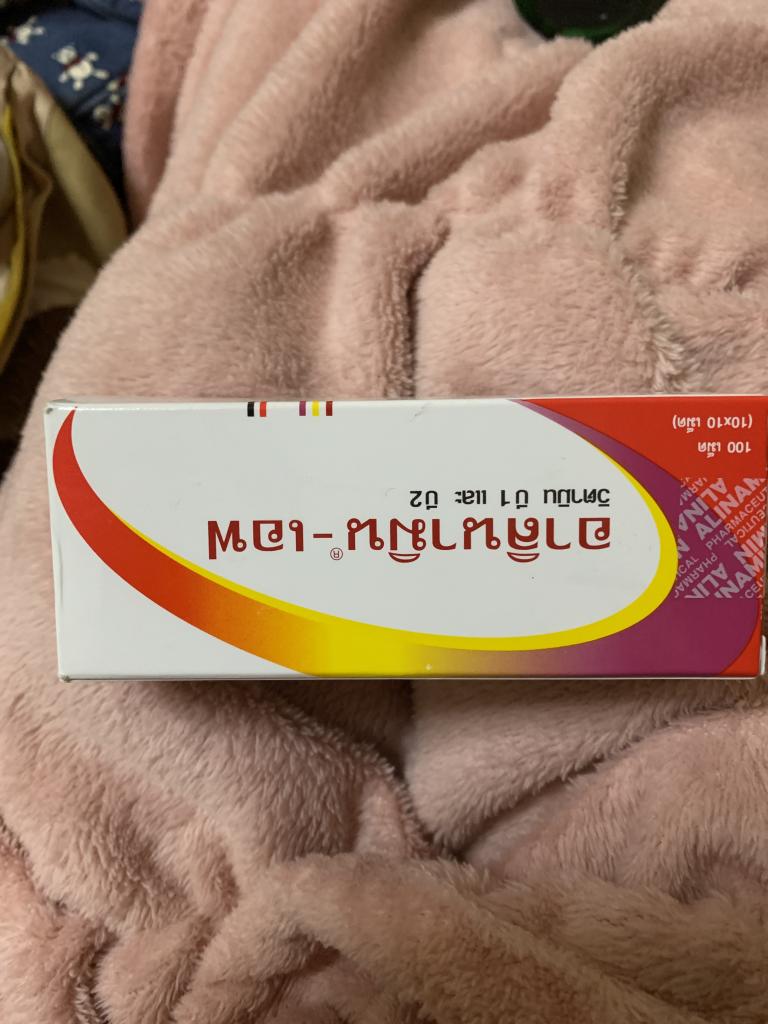 100 เม็ด
(10x10 เม็ด)
อาลินามิน-เอฟ®
วิตามิน บี1 และ บี2
ALINAMIN
PHARMACEUTICAL